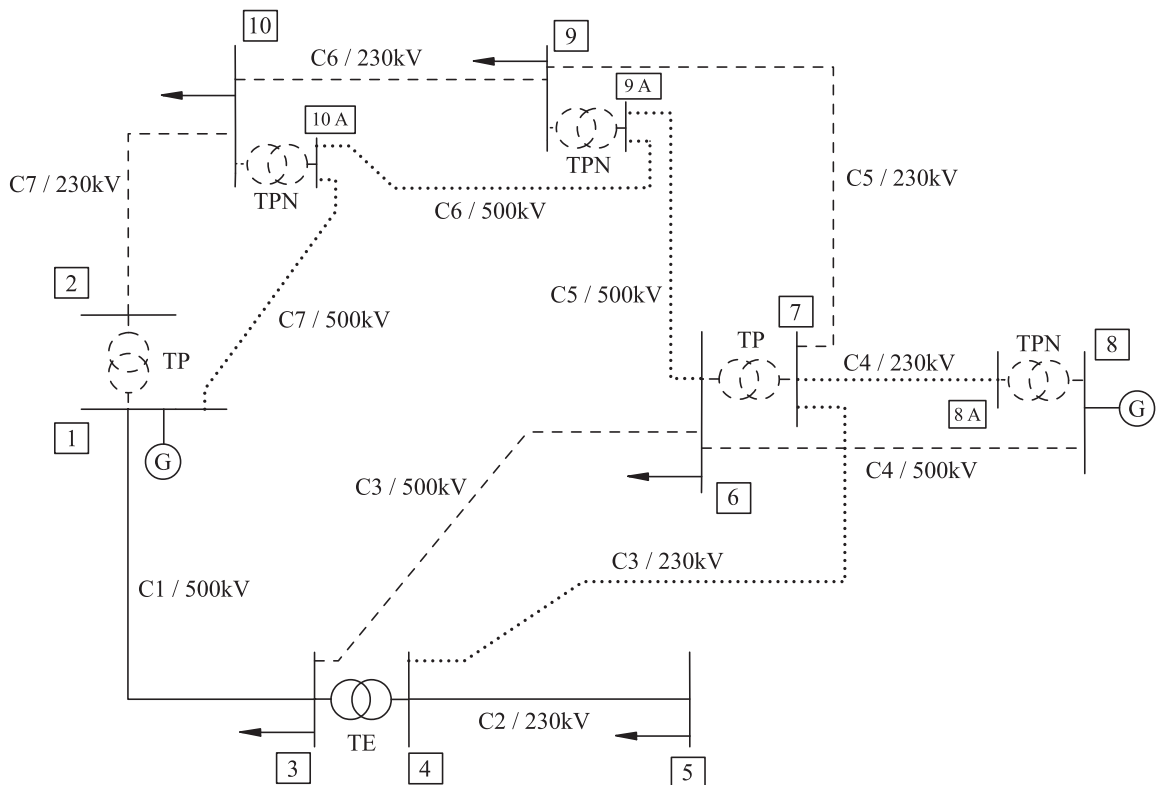 10
9
C6 / 230kV
9 A
10 A
TPN
TPN
C7 / 230kV
C6 / 500kV
C5 / 230kV
2
C5 / 500kV
7
C7 / 500kV
TP
TP
C4 / 230kV
TPN
8
8 A
G
1
G
C3 / 500kV
C4 / 500kV
6
C3 / 230kV
C1 / 500kV
C2 / 230kV
TE
3
4
5